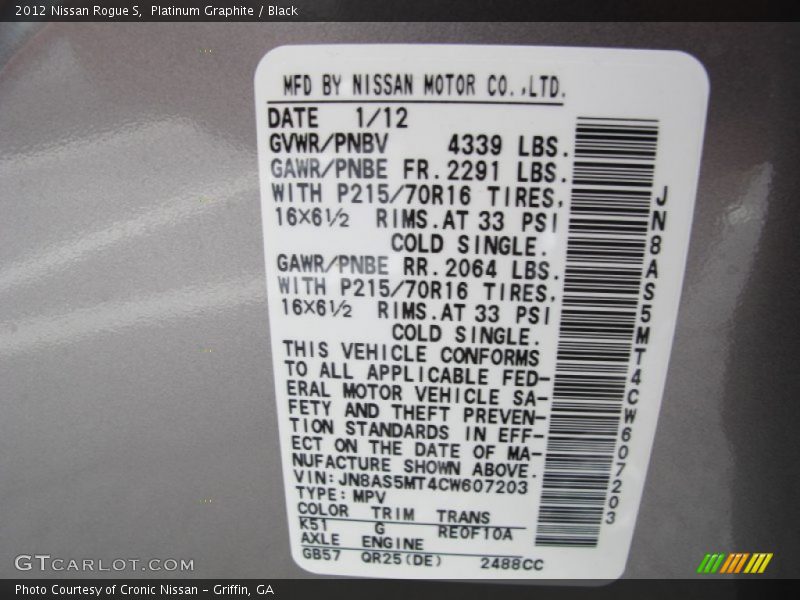 2012 Nissan Rogue S, Platinum Graphite / Black
MFD BY NISSAN MOTOR CO.,LTD.
DATE 1/12
GVWR/PNBV 4339 LBS.
GAWR/PNBE FR. 2291 LBS.
WITH P215/70R16 TIRES,
16X6½ RIMS. AT 33 PSI
COLD SINGLE.
GAWR/PNBE RR. 2064 LBS.
WITH P215/70R16 TIRES,
16X6½ RIMS. AT 33 PSI
COLD SINGLE.
THIS VEHICLE CONFORMS
TO ALL APPLICABLE FED-
ERAL MOTOR VEHICLE SA-
FETY AND THEFT PREVEN-
TION STANDARDS IN EFF-
ECT ON THE DATE OF MA-
NUFACTURE SHOWN ABOVE.
VIN: JN8AS5MT4CW607203
TYPE: MPV
COLOR TRIM TRANS
K51 G RE0F10A
AXLE ENGINE
GB57 QR25(DE) 2488CC
JN8AS5MT4CW607203
GTCARLOT.COM
Photo Courtesy of Cronic Nissan - Griffin, GA